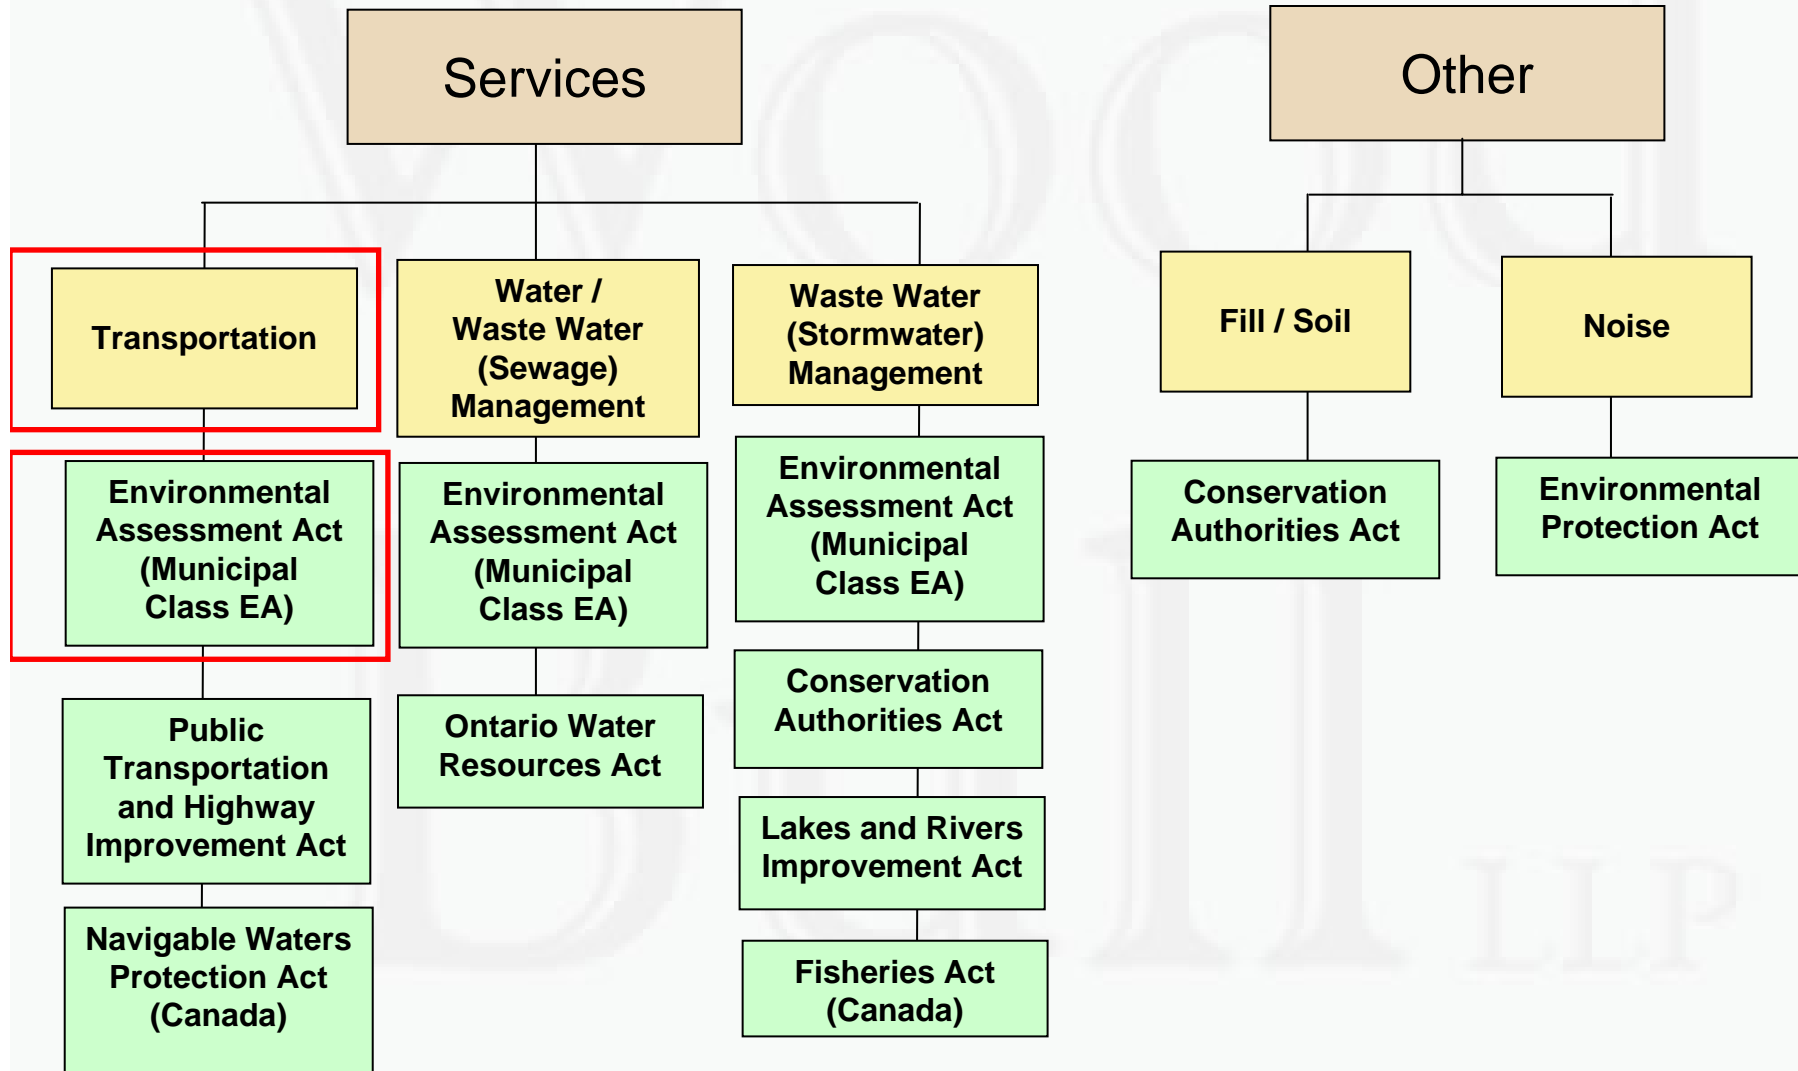 Services
Other
Transportation
Water /
Waste Water
(Sewage)
Management
Waste Water
(Stormwater)
Management
Fill / Soil
Noise
Environmental
Assessment Act
(Municipal
Class EA)
Environmental
Assessment Act
(Municipal
Class EA)
Environmental
Assessment Act
(Municipal
Class EA)
Conservation
Authorities Act
Environmental
Protection Act
Public
Transportation
and Highway
Improvement Act
Ontario Water
Resources Act
Conservation
Authorities Act
Lakes and Rivers
Improvement Act
Navigable Waters
Protection Act
(Canada)
Fisheries Act
(Canada)
Wood
Bull
LLP